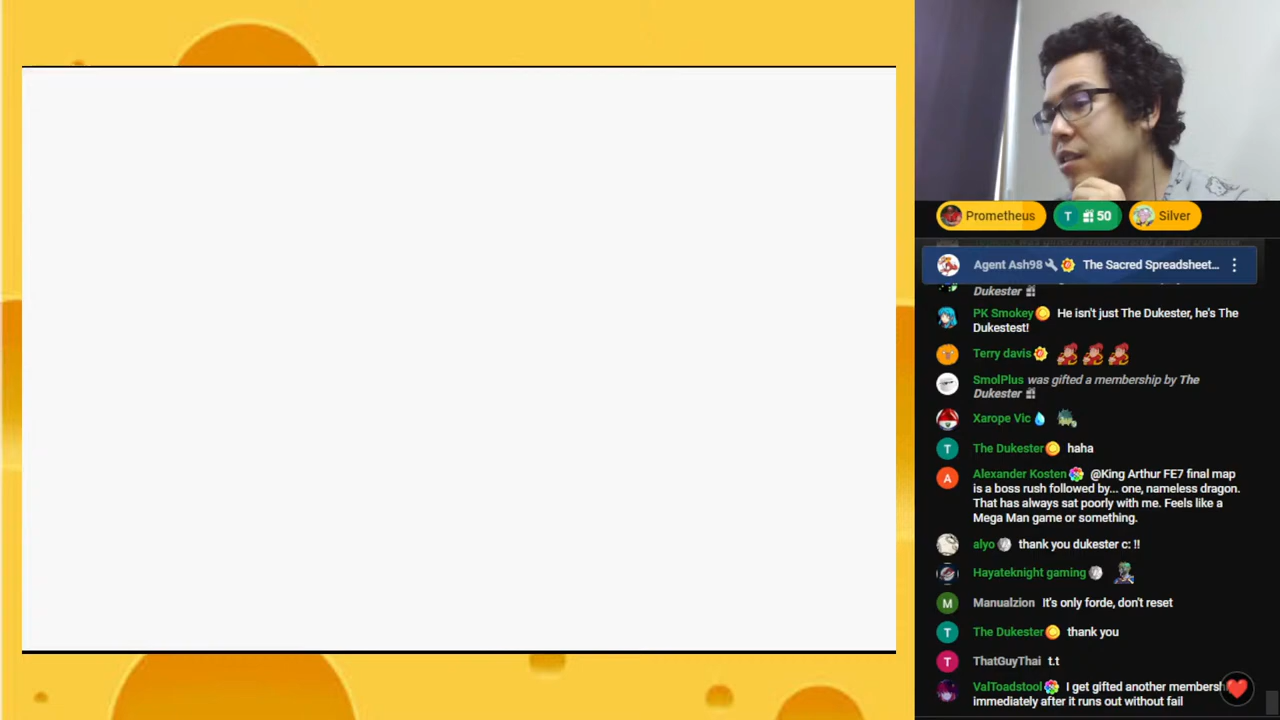 Prometheus
T 50
Silver
Agent Ash98 The Sacred Spreadsheet...
Dukester
PK Smokey He isn't just The Dukester, he's The
Dukestest!
Terry davis
SmolPlus was gifted a membership by The
Dukester
Xarope Vic
T The Dukester haha
A Alexander Kosten @King Arthur FE7 final map
is a boss rush followed by... one, nameless dragon.
That has always sat poorly with me. Feels like a
Mega Man game or something.
alyo thank you dukester c: !!
Hayateknight gaming
M Manualzion It's only forde, don't reset
T The Dukester thank you
T ThatGuyThai t.t
ValToadstool I get gifted another
immediately after it runs out without fail